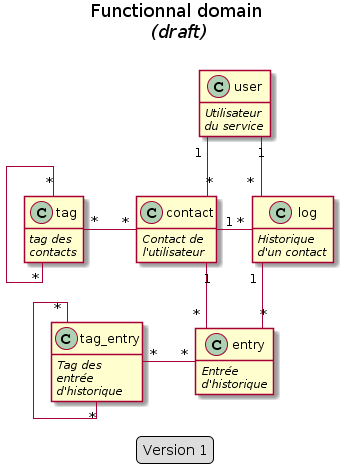 Functionnal domain
(draft)
C user
Utilisateur
du service
1 1
* * * *
C tag * * C contact 1 * C log
tag des
contacts
Contact de
l'utilisateur
Historique
d'un contact
*
1 1
* * *
C tag_entry * * C entry
Tag des
entrée
d'historique
Entrée
d'historique
*
Version 1